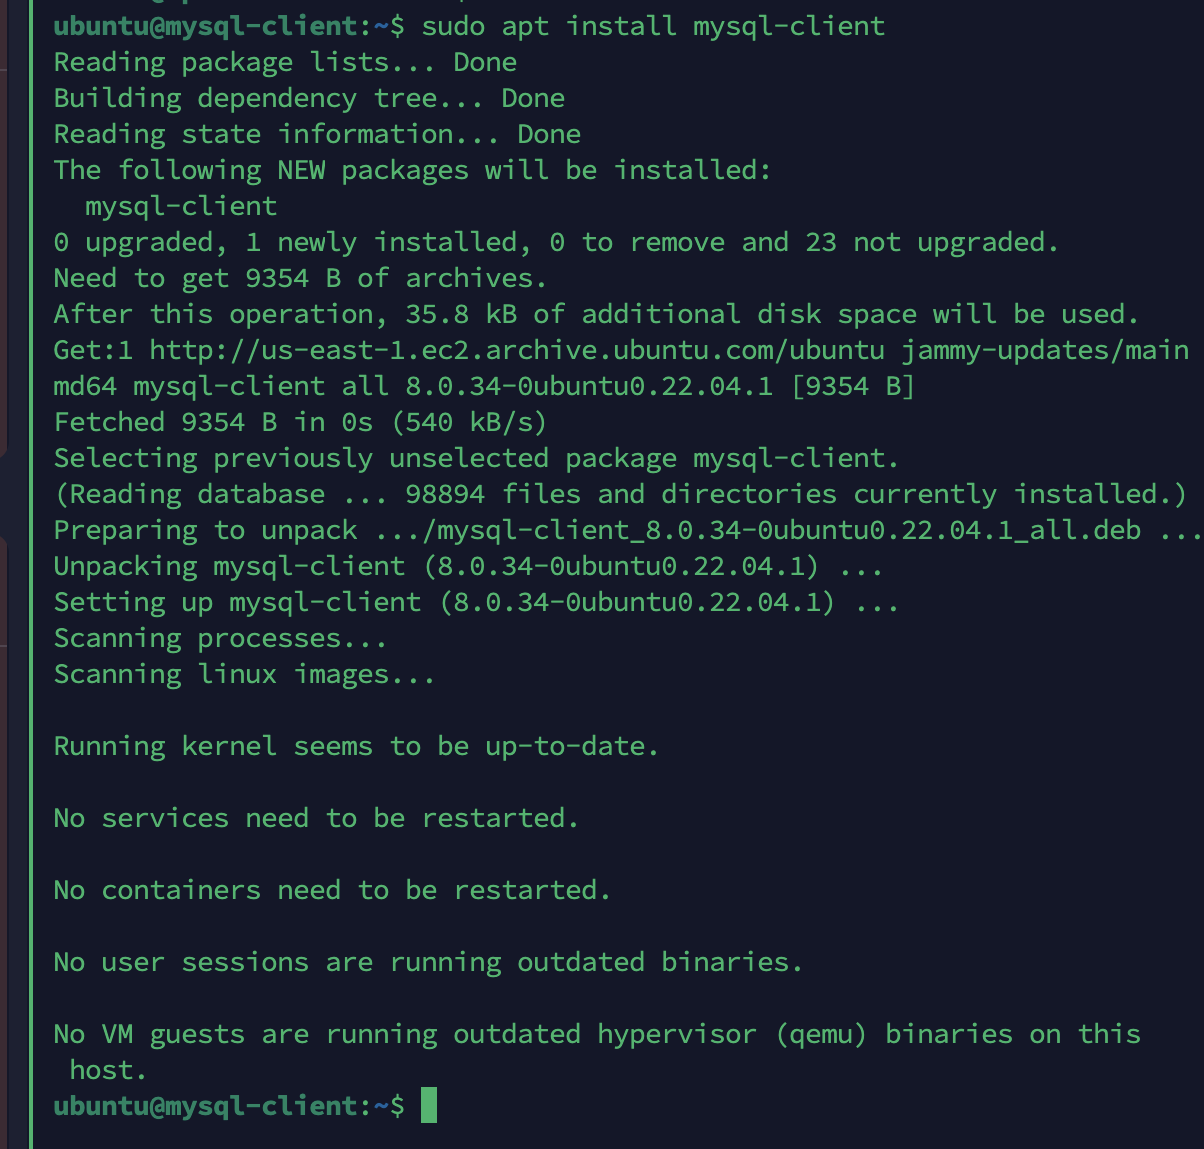 ubuntu@mysql-client:~$ sudo apt install mysql-client
Reading package lists... Done
Building dependency tree... Done
Reading state information... Done
The following NEW packages will be installed:
  mysql-client
0 upgraded, 1 newly installed, 0 to remove and 23 not upgraded.
Need to get 9354 B of archives.
After this operation, 35.8 kB of additional disk space will be used.
Get:1 http://us-east-1.ec2.archive.ubuntu.com/ubuntu jammy-updates/main
md64 mysql-client all 8.0.34-0ubuntu0.22.04.1 [9354 B]
Fetched 9354 B in 0s (540 kB/s)
Selecting previously unselected package mysql-client.
(Reading database ... 98894 files and directories currently installed.)
Preparing to unpack .../mysql-client_8.0.34-0ubuntu0.22.04.1_all.deb ...
Unpacking mysql-client (8.0.34-0ubuntu0.22.04.1) ...
Setting up mysql-client (8.0.34-0ubuntu0.22.04.1) ...
Scanning processes...
Scanning linux images...

Running kernel seems to be up-to-date.

No services need to be restarted.

No containers need to be restarted.

No user sessions are running outdated binaries.

No VM guests are running outdated hypervisor (qemu) binaries on this
 host.
ubuntu@mysql-client:~$